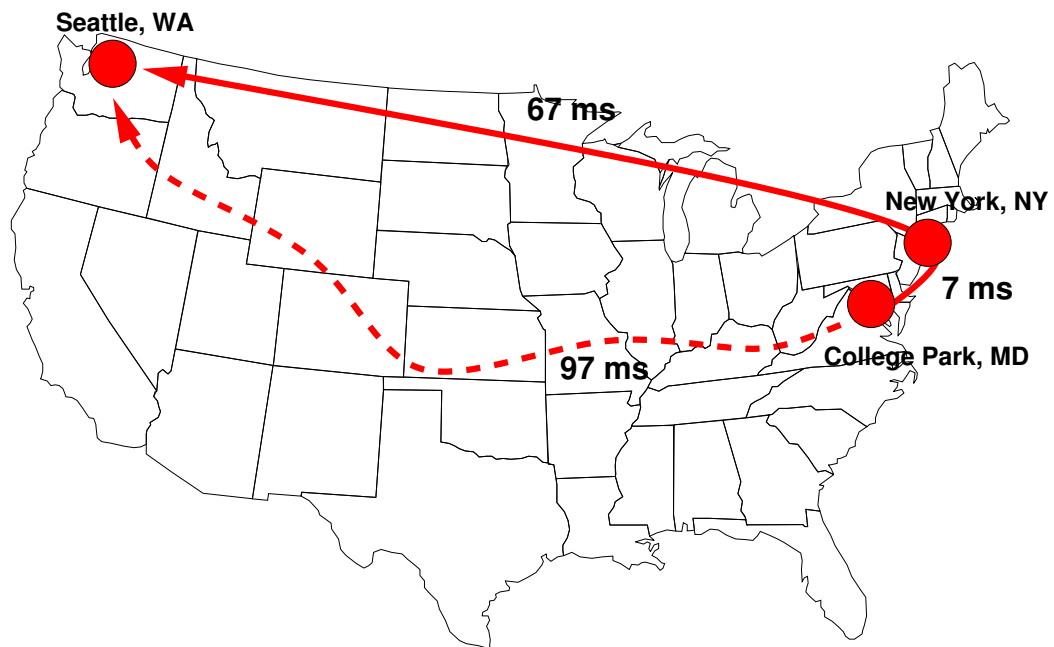 Seattle, WA
67 ms
New York, NY
7 ms
College Park, MD
97 ms